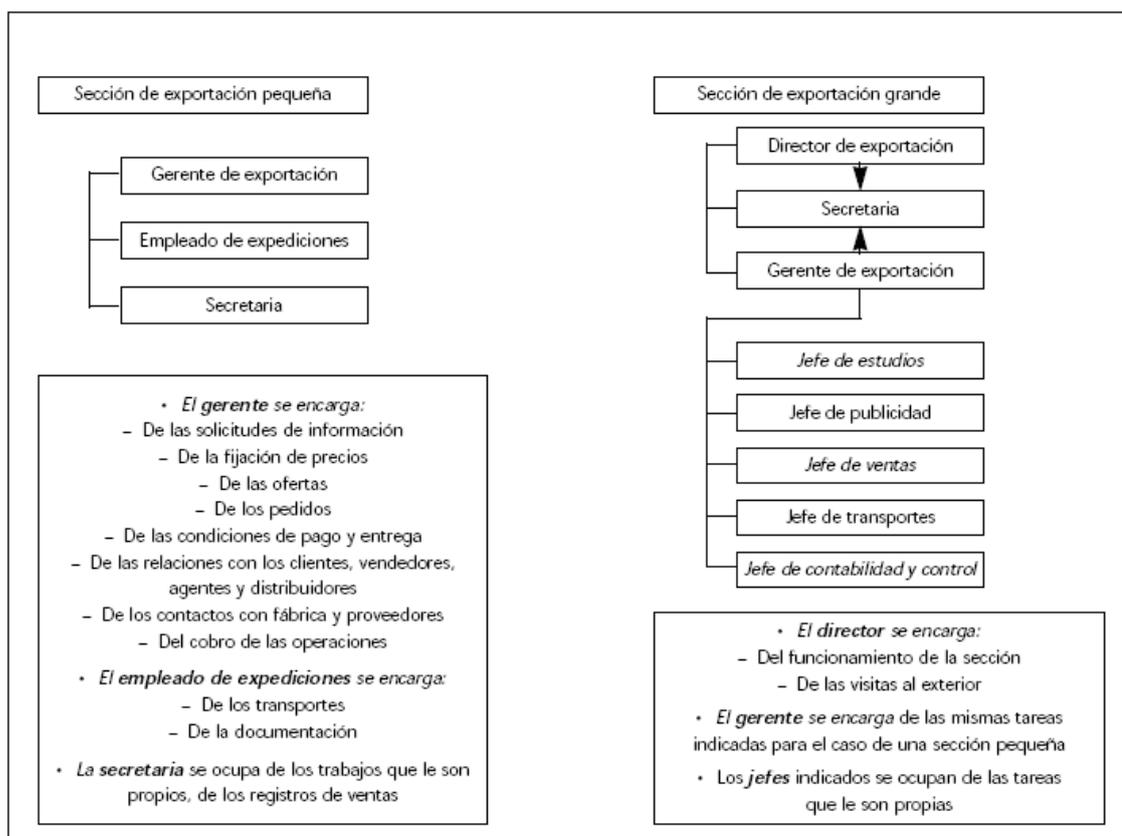 Sección de exportación pequeña
Gerente de exportación
Empleado de expediciones
Secretaria
• El gerente se encarga:
– De las solicitudes de información
– De la fijación de precios
– De las ofertas
– De los pedidos
– De las condiciones de pago y entrega
– De las relaciones con los clientes, vendedores,
agentes y distribuidores
– De los contactos con fábrica y proveedores
– Del cobro de las operaciones
• El empleado de expediciones se encarga:
– De los transportes
– De la documentación
• La secretaria se ocupa de los trabajos que le son
propios, de los registros de ventas
Sección de exportación grande
Director de exportación
Secretaria
Gerente de exportación
Jefe de estudios
Jefe de publicidad
Jefe de ventas
Jefe de transportes
Jefe de contabilidad y control
• El director se encarga:
– Del funcionamiento de la sección
– De las visitas al exterior
• El gerente se encarga de las mismas tareas
indicadas para el caso de una sección pequeña
• Los jefes indicados se ocupan de las tareas
que le son propias